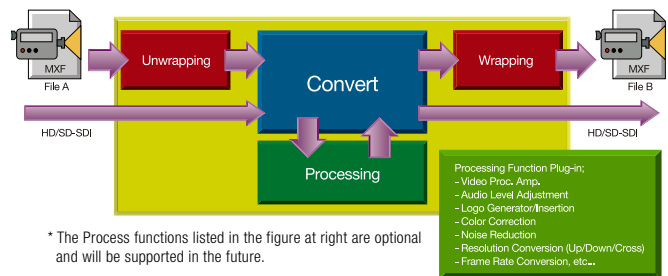 MXF
File A
Unwrapping
Convert
Wrapping
MXF
File B
HD/SD-SDI
HD/SD-SDI
Processing
Processing Function Plug-in;
- Video Proc. Amp.
- Audio Level Adjustment
- Logo Generator/Insertion
- Color Correction
- Noise Reduction
- Resolution Conversion (Up/Down/Cross)
- Frame Rate Conversion, etc...
* The Process functions listed in the figure at right are optional
and will be supported in the future.